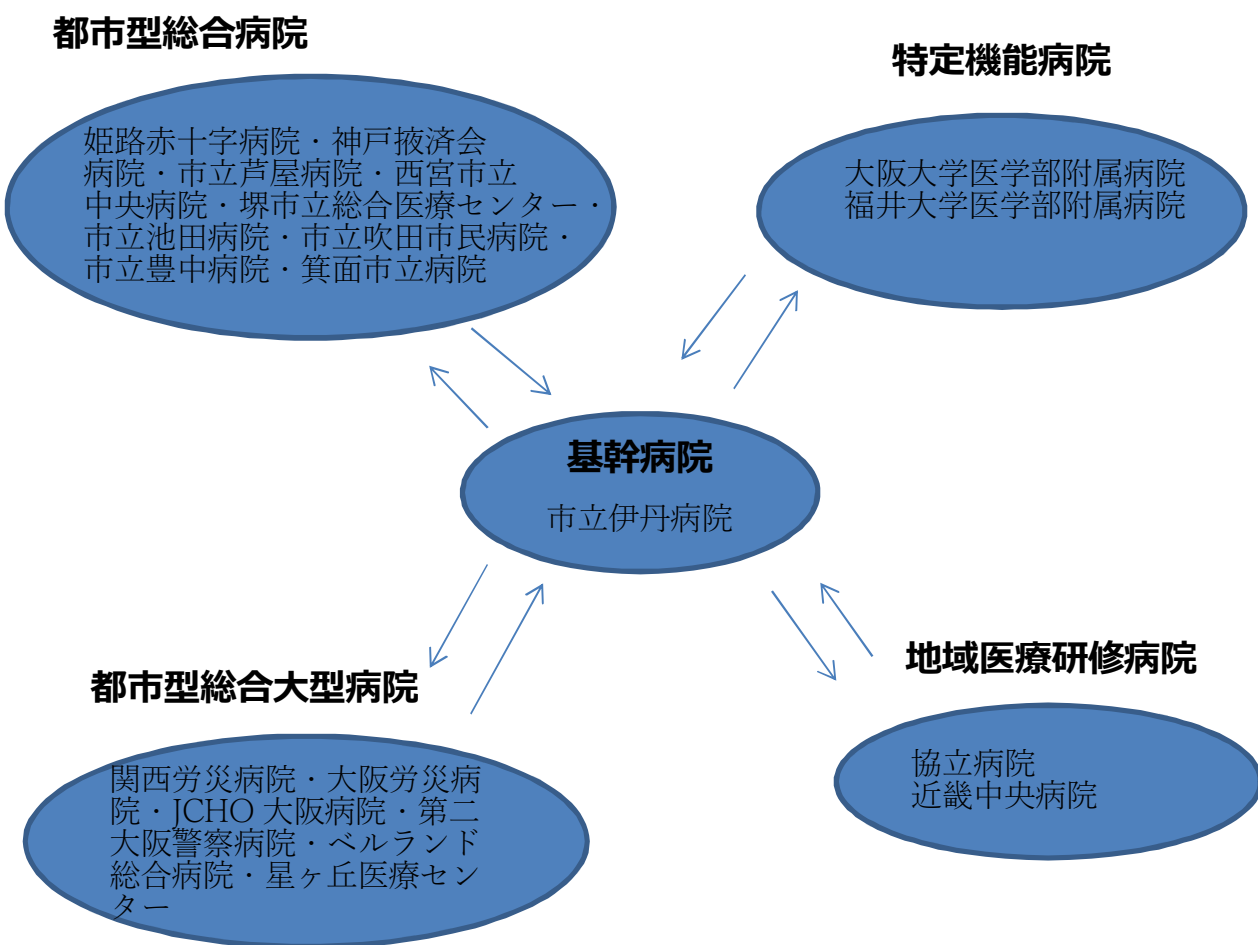 都市型総合病院
姫路赤十字病院・神戸掖済会
病院・市立芦屋病院・西宮市立
中央病院・堺市立総合医療センター・
市立池田病院・市立吹田市民病院・
市立豊中病院・箕面市立病院
特定機能病院
大阪大学医学部附属病院
福井大学医学部附属病院
基幹病院
市立伊丹病院
都市型総合大型病院
関西労災病院・大阪労災病
院・JCHO 大阪病院・第二
大阪警察病院・ベルランド
総合病院・星ヶ丘医療セン
ター
地域医療研修病院
協立病院
近畿中央病院